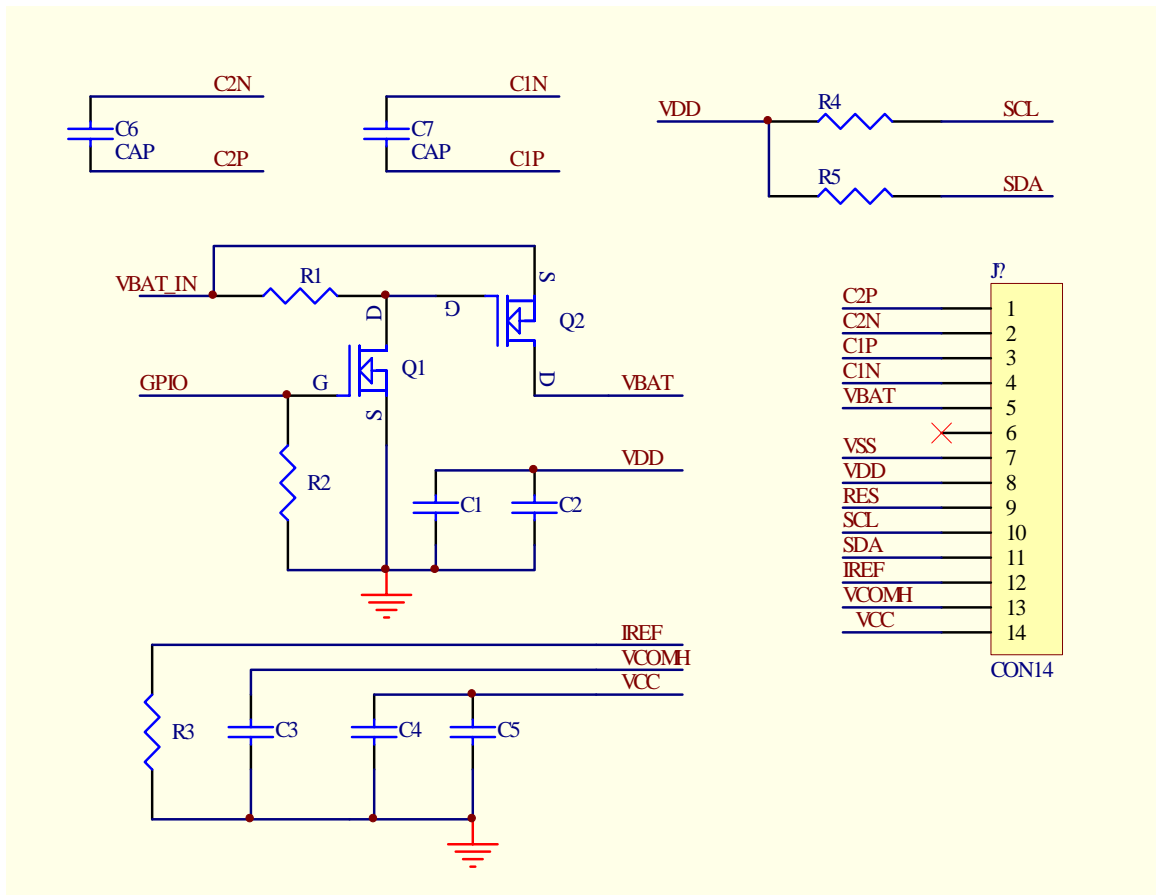 C2N
C6
CAP
C2P
C1N
C7
CAP
C1P
VDD
R4
SCL
R5
SDA
VBAT_IN
R1
D
G
S
Q2
D
VBAT
GPIO
G
Q1
S
R2
VDD
C1
C2
IREF
VCOMH
VCC
R3
C3
C4
C5
J?
C2P 1
C2N 2
C1P 3
C1N 4
VBAT 5
6
VSS 7
VDD 8
RES 9
SCL 10
SDA 11
IREF 12
VCOMH 13
VCC 14
CON14